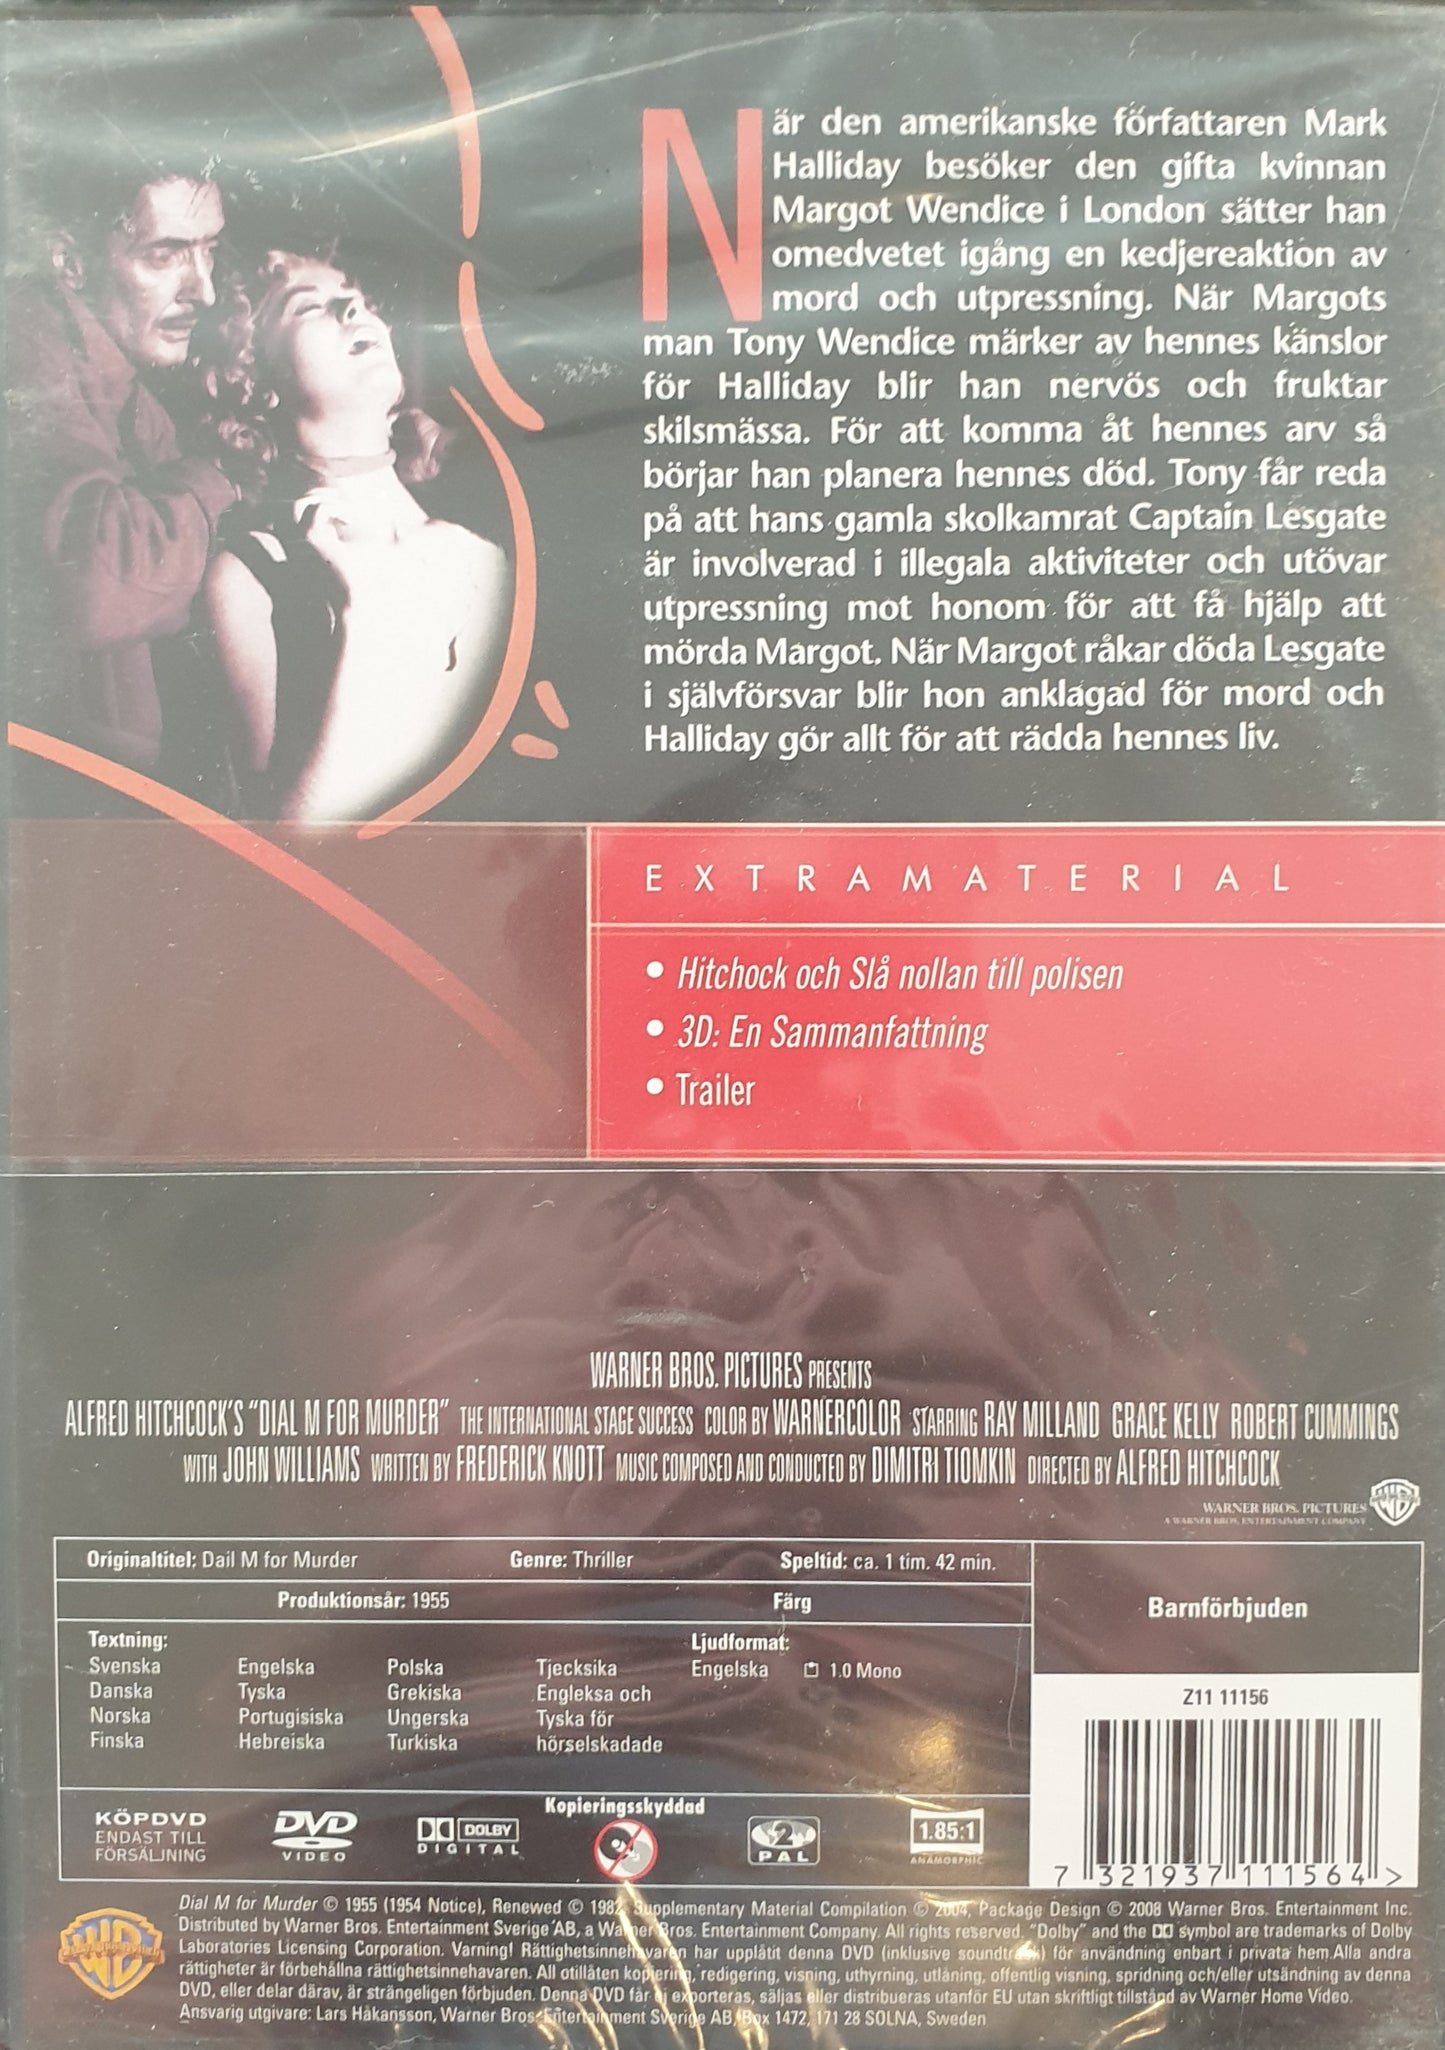 När den amerikanske författaren Mark
Halliday besöker den gifta kvinnan
Margot Wendice i London sätter han
omedvetet igång en kedjereaktion av
mord och utpressning. När Margots
man Tony Wendice märker av hennes känslor
för Halliday blir han nervös och fruktar
skilsmässa. För att komma åt hennes arv så
börjar han planera hennes död. Tony får reda
på att hans gamla skolkamrat Captain Lesgate
är involverad i illegala aktiviteter och utövar
utpressning mot honom för att få hjälp att
mörda Margot. När Margot råkar döda Lesgate
i självförsvar blir hon anklagad för mord och
Halliday gör allt för att rädda hennes liv.
EXTRAMATERIAL
• Hitchock och Slå nollan till polisen
• 3D: En Sammanfattning
• Trailer
WARNER BROS. PICTURES PRESENTS
ALFRED HITCHCOCK'S "DIAL M FOR MURDER" THE INTERNATIONAL STAGE SUCCESS COLOR BY WARNERCOLOR STARRING RAY MILLAND GRACE KELLY ROBERT CUMMINGS
WITH JOHN WILLIAMS WRITTEN BY FREDERICK KNOTT MUSIC COMPOSED AND CONDUCTED BY DIMITRI TIOMKIN DIRECTED BY ALFRED HITCHCOCK
WARNER BROS. PICTURES
A WARNER BROS. ENTERTAINMENT COMPANY
Originaltitel: Dail M for Murder Genre: Thriller Speltid: ca. 1 tim. 42 min.
Produktionsår: 1955 Färg
Barnförbjuden
Textning: Ljudformat:
Svenska Engelska Polska Tjecksika Engelska 1.0 Mono
Danska Tyska Grekiska Engleksa och
Norska Portugisiska Ungerska Tyska för
Finska Hebreiska Turkiska hörselskadade
Z11 11156
7 321937 111564 >
KÖPDVD
ENDAST TILL
FÖRSÄLJNING
DVD
VIDEO
DOLBY
DIGITAL
Kopieringsskyddad
2
PAL
1.85:1
ANAMORPHIC
Dial M for Murder © 1955 (1954 Notice), Renewed © 1982. Supplementary Material Compilation © 2004, Package Design © 2008 Warner Bros. Entertainment Inc.
Distributed by Warner Bros. Entertainment Sverige AB, a Warner Bros. Entertainment Company. All rights reserved. "Dolby" and the symbol are trademarks of Dolby
Laboratories Licensing Corporation. Varning! Rättighetsinnehavaren har upplåtit denna DVD (inklusive soundtrack) för användning enbart i privata hem.Alla andra
rättigheter är förbehållna rättighetsinnehavaren. All otillåten kopiering, redigering, visning, uthyrning, utlåning, offentlig visning, spridning och/eller utsändning av denna
DVD, eller delar därav, är strängeligen förbjuden. Denna DVD får ej exporteras, säljas eller distribueras utanför EU utan skriftligt tillstånd av Warner Home Video.
Ansvarig utgivare: Lars Håkansson, Warner Bros. Entertainment Sverige AB, Box 1472, 171 28 SOLNA, Sweden